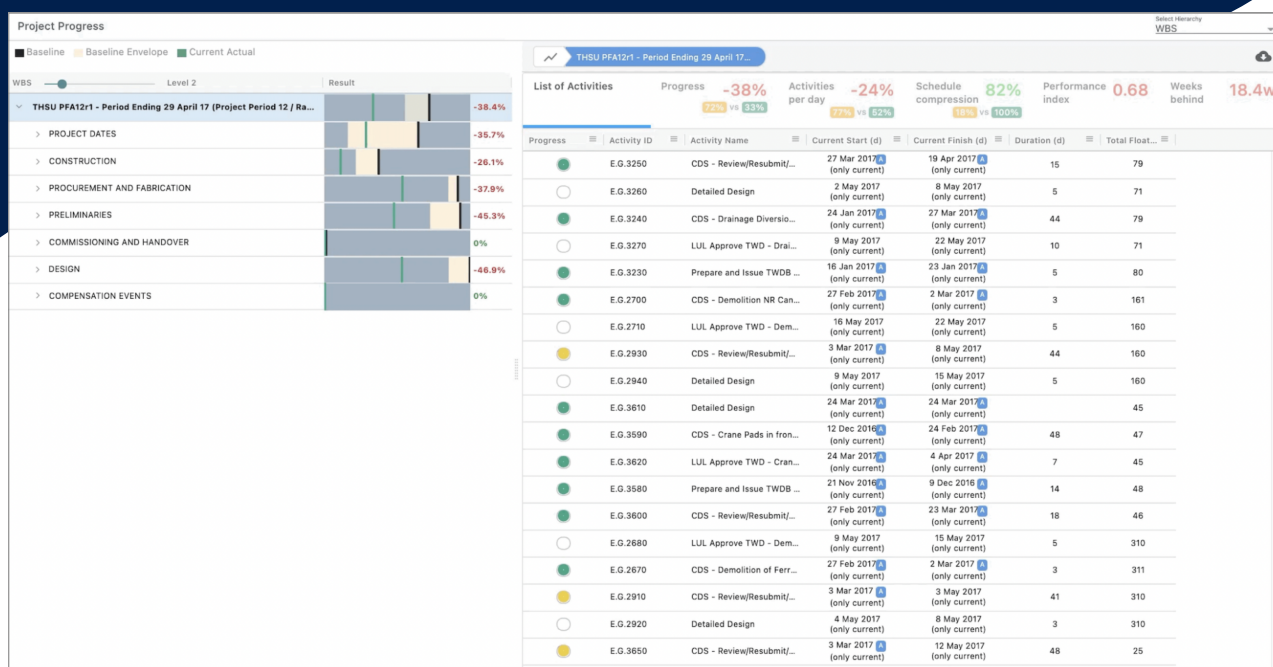 Project Progress
Select Hierarchy
WBS
Baseline Baseline Envelope Current Actual
THSU PFA12r1 - Period Ending 29 April 17...
WBS Level 2 Result
THSU PFA12r1 - Period Ending 29 April 17 (Project Period 12 / Ra... -38.4%
PROJECT DATES -35.7%
CONSTRUCTION -26.1%
PROCUREMENT AND FABRICATION -37.9%
PRELIMINARIES -45.3%
COMMISSIONING AND HANDOVER 0%
DESIGN -46.9%
COMPENSATION EVENTS 0%
List of Activities
Progress -38%
72% vs 33%
Activities per day -24%
77% vs 52%
Schedule compression 82%
18% vs 100%
Performance index 0.68
Weeks behind 18.4w
Progress Activity ID Activity Name Current Start (d) Current Finish (d) Duration (d) Total Float...
E.G.3250 CDS - Review/Resubmit/... 27 Mar 2017 A (only current) 19 Apr 2017 A (only current) 15 79
E.G.3260 Detailed Design 2 May 2017 (only current) 8 May 2017 (only current) 5 71
E.G.3240 CDS - Drainage Diversio... 24 Jan 2017 A (only current) 27 Mar 2017 A (only current) 44 79
E.G.3270 LUL Approve TWD - Drai... 9 May 2017 (only current) 22 May 2017 (only current) 10 71
E.G.3230 Prepare and Issue TWDB ... 16 Jan 2017 A (only current) 23 Jan 2017 A (only current) 5 80
E.G.2700 CDS - Demolition NR Can... 27 Feb 2017 A (only current) 2 Mar 2017 A (only current) 3 161
E.G.2710 LUL Approve TWD - Dem... 16 May 2017 (only current) 22 May 2017 (only current) 5 160
E.G.2930 CDS - Review/Resubmit/... 3 Mar 2017 A (only current) 8 May 2017 (only current) 44 160
E.G.2940 Detailed Design 9 May 2017 (only current) 15 May 2017 (only current) 5 160
E.G.3610 Detailed Design 24 Mar 2017 A (only current) 24 Mar 2017 A (only current) 45
E.G.3590 CDS - Crane Pads in fron... 12 Dec 2016 A (only current) 24 Feb 2017 A (only current) 48 47
E.G.3620 LUL Approve TWD - Cran... 24 Mar 2017 A (only current) 4 Apr 2017 A (only current) 7 45
E.G.3580 Prepare and Issue TWDB ... 21 Nov 2016 A (only current) 9 Dec 2016 A (only current) 14 48
E.G.3600 CDS - Review/Resubmit/... 27 Feb 2017 A (only current) 23 Mar 2017 A (only current) 18 46
E.G.2680 LUL Approve TWD - Dem... 9 May 2017 (only current) 15 May 2017 (only current) 5 310
E.G.2670 CDS - Demolition of Ferr... 27 Feb 2017 A (only current) 2 Mar 2017 A (only current) 3 311
E.G.2910 CDS - Review/Resubmit/... 3 Mar 2017 A (only current) 3 May 2017 (only current) 41 310
E.G.2920 Detailed Design 4 May 2017 (only current) 8 May 2017 (only current) 3 310
E.G.3650 CDS - Review/Resubmit/... 3 Mar 2017 A (only current) 12 May 2017 (only current) 48 25